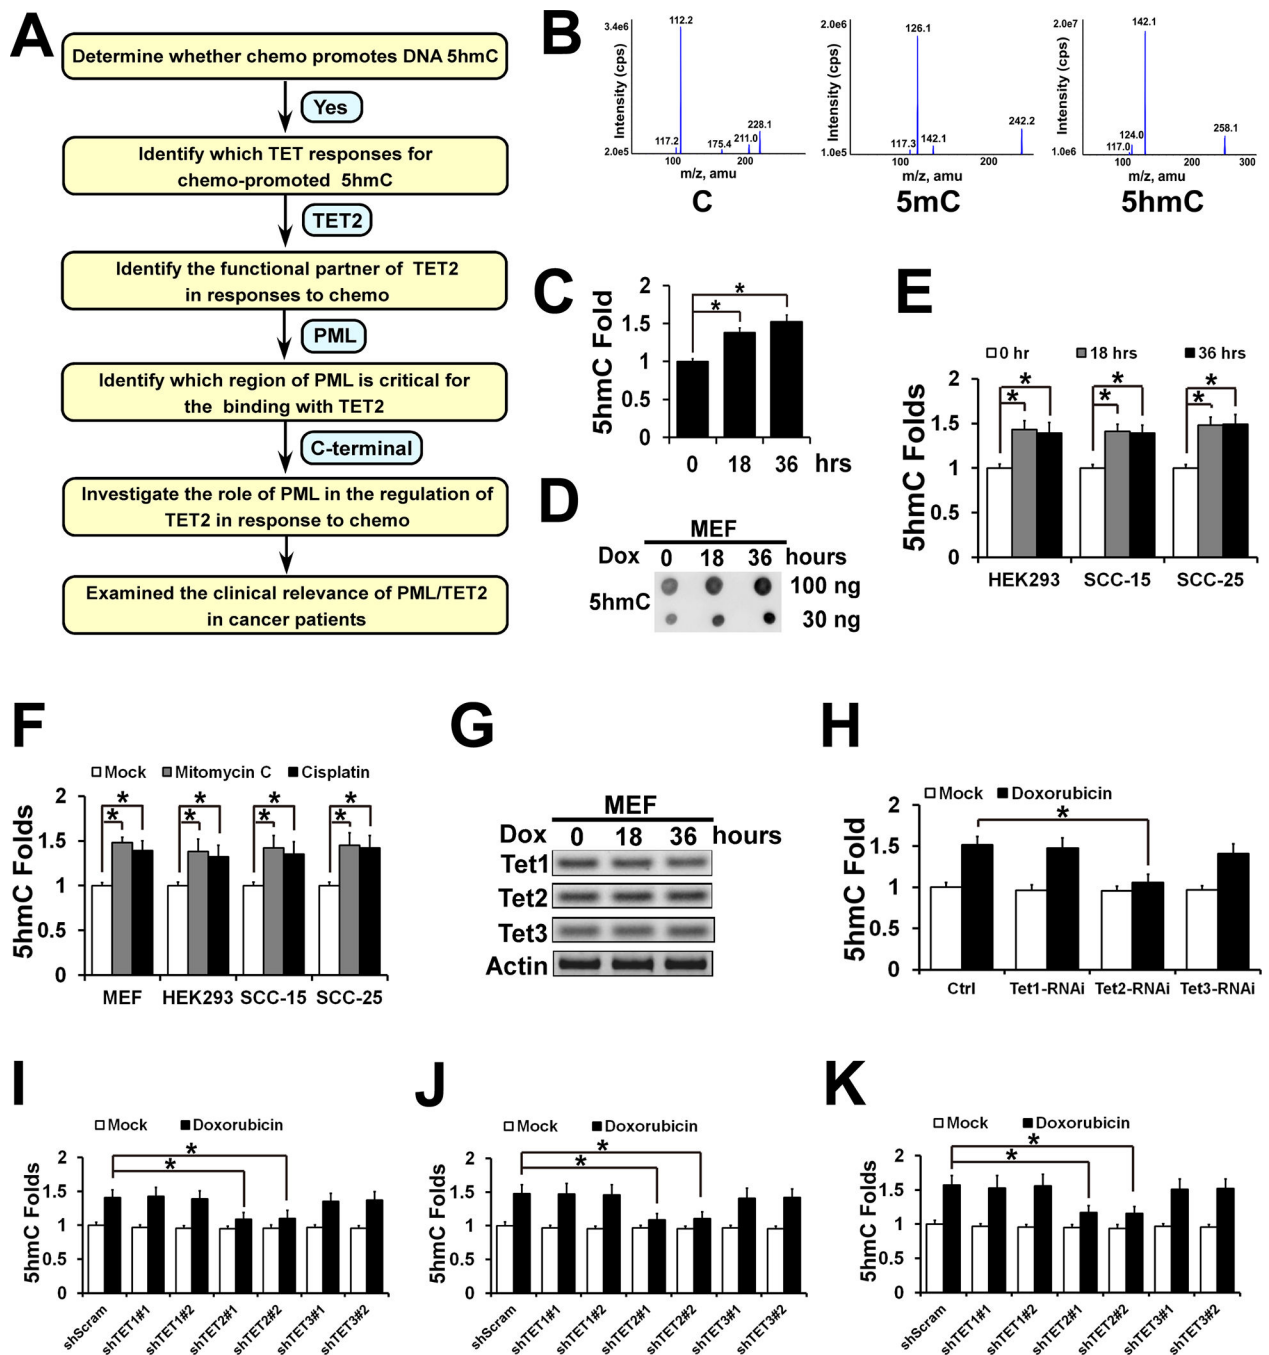 A
Determine whether chemo promotes DNA 5hmC
Yes
Identify which TET responses for
chemo-promoted 5hmC
TET2
Identify the functional partner of TET2
in responses to chemo
PML
Identify which region of PML is critical for
the binding with TET2
C-terminal
Investigate the role of PML in the regulation of
TET2 in response to chemo
Examined the clinical relevance of PML/TET2
in cancer patients
B
Intensity (cps)
3.4e6
2.0e5
112.2
117.2
175.4
211.0
228.1
100 200
m/z, amu
C
Intensity (cps)
2.0e6
1.0e5
126.1
117.3
142.1
242.2
100 200
m/z, amu
5mC
Intensity (cps)
2.0e7
1.0e6
142.1
124.0
117.0
258.1
100 200 300
m/z, amu
5hmC
C
5hmC Fold
2
1.5
1
0.5
0
* *
0 18 36 hrs
D
MEF
Dox 0 18 36 hours
5hmC
100 ng
30 ng
E
0 hr 18 hrs 36 hrs
5hmC Folds
2
1.5
1
0.5
0
* * * * * *
HEK293 SCC-15 SCC-25
F
Mock Mitomycin C Cisplatin
5hmC Folds
2
1.5
1
0.5
0
* * * * * * * *
MEF HEK293 SCC-15 SCC-25
G
MEF
Dox 0 18 36 hours
Tet1
Tet2
Tet3
Actin
H
Mock Doxorubicin
5hmC Fold
2
1.5
1
0.5
0
*
Ctrl Tet1-RNAi Tet2-RNAi Tet3-RNAi
I
Mock Doxorubicin
5hmC Folds
2
1.5
1
0.5
0
* *
shScram shTET1#1 shTET1#2 shTET2#1 shTET2#2 shTET3#1 shTET3#2
J
Mock Doxorubicin
5hmC Folds
2
1.5
1
0.5
0
* *
shScram shTET1#1 shTET1#2 shTET2#1 shTET2#2 shTET3#1 shTET3#2
K
Mock Doxorubicin
5hmC Folds
2
1.5
1
0.5
0
* *
shScram shTET1#1 shTET1#2 shTET2#1 shTET2#2 shTET3#1 shTET3#2